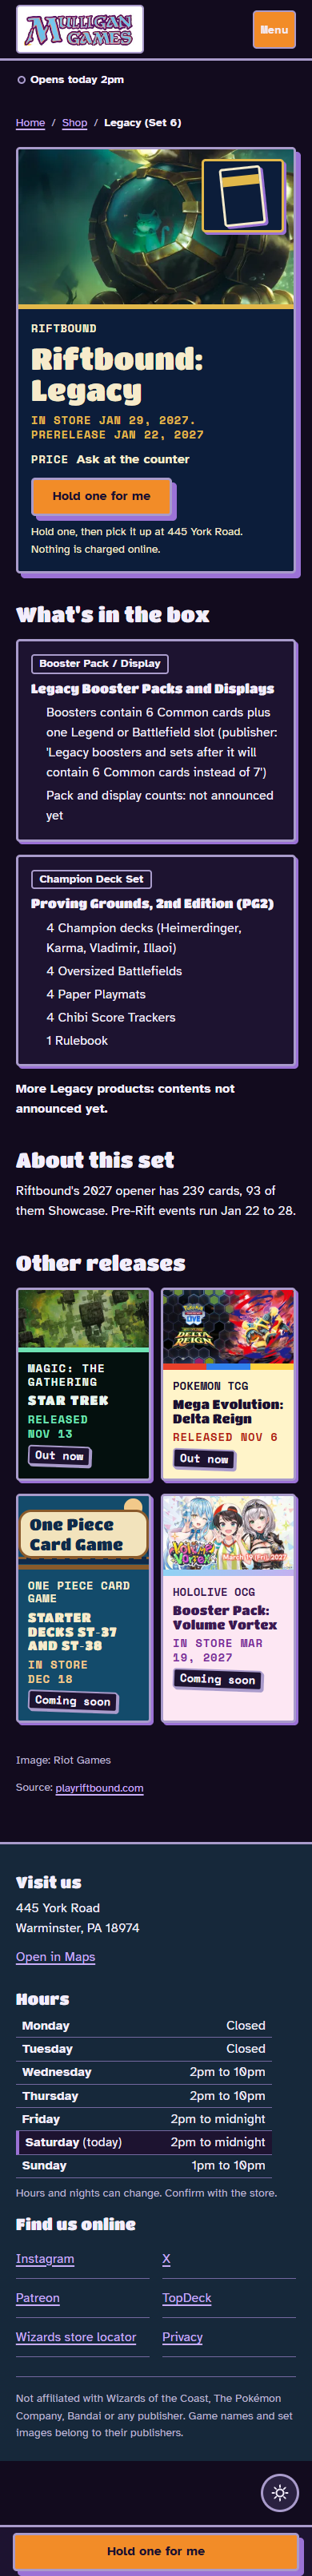 MULLIGAN
GAMES
Menu
Opens today 2pm
Home / Shop / Legacy (Set 6)
RIFTBOUND
Riftbound:
Legacy
IN STORE JAN 29, 2027.
PRERELEASE JAN 22, 2027
PRICE Ask at the counter
Hold one for me
Hold one, then pick it up at 445 York Road.
Nothing is charged online.
What's in the box
Booster Pack / Display
Legacy Booster Packs and Displays
Boosters contain 6 Common cards plus
one Legend or Battlefield slot (publisher:
'Legacy boosters and sets after it will
contain 6 Common cards instead of 7')
Pack and display counts: not announced
yet
Champion Deck Set
Proving Grounds, 2nd Edition (PG2)
4 Champion decks (Heimerdinger,
Karma, Vladimir, Illaoi)
4 Oversized Battlefields
4 Paper Playmats
4 Chibi Score Trackers
1 Rulebook
More Legacy products: contents not
announced yet.
About this set
Riftbound's 2027 opener has 239 cards, 93 of
them Showcase. Pre-Rift events run Jan 22 to 28.
Other releases
MAGIC: THE
GATHERING
STAR TREK
RELEASED
NOV 13
Out now
LIVE
DELTA
REIGN
POKEMON TCG
Mega Evolution:
Delta Reign
RELEASED NOV 6
Out now
One Piece
Card Game
ONE PIECE CARD
GAME
STARTER
DECKS ST-37
AND ST-38
IN STORE
DEC 18
Coming soon
Volume
Vortex
March 19 (Fri), 2027
HOLOLIVE OCG
Booster Pack:
Volume Vortex
IN STORE MAR
19, 2027
Coming soon
Image: Riot Games
Source: playriftbound.com
Visit us
445 York Road
Warminster, PA 18974
Open in Maps
Hours
Monday Closed
Tuesday Closed
Wednesday 2pm to 10pm
Thursday 2pm to 10pm
Friday 2pm to midnight
Saturday (today) 2pm to midnight
Sunday 1pm to 10pm
Hours and nights can change. Confirm with the store.
Find us online
Instagram X
Patreon TopDeck
Wizards store locator Privacy
Not affiliated with Wizards of the Coast, The Pokémon
Company, Bandai or any publisher. Game names and set
images belong to their publishers.
Hold one for me